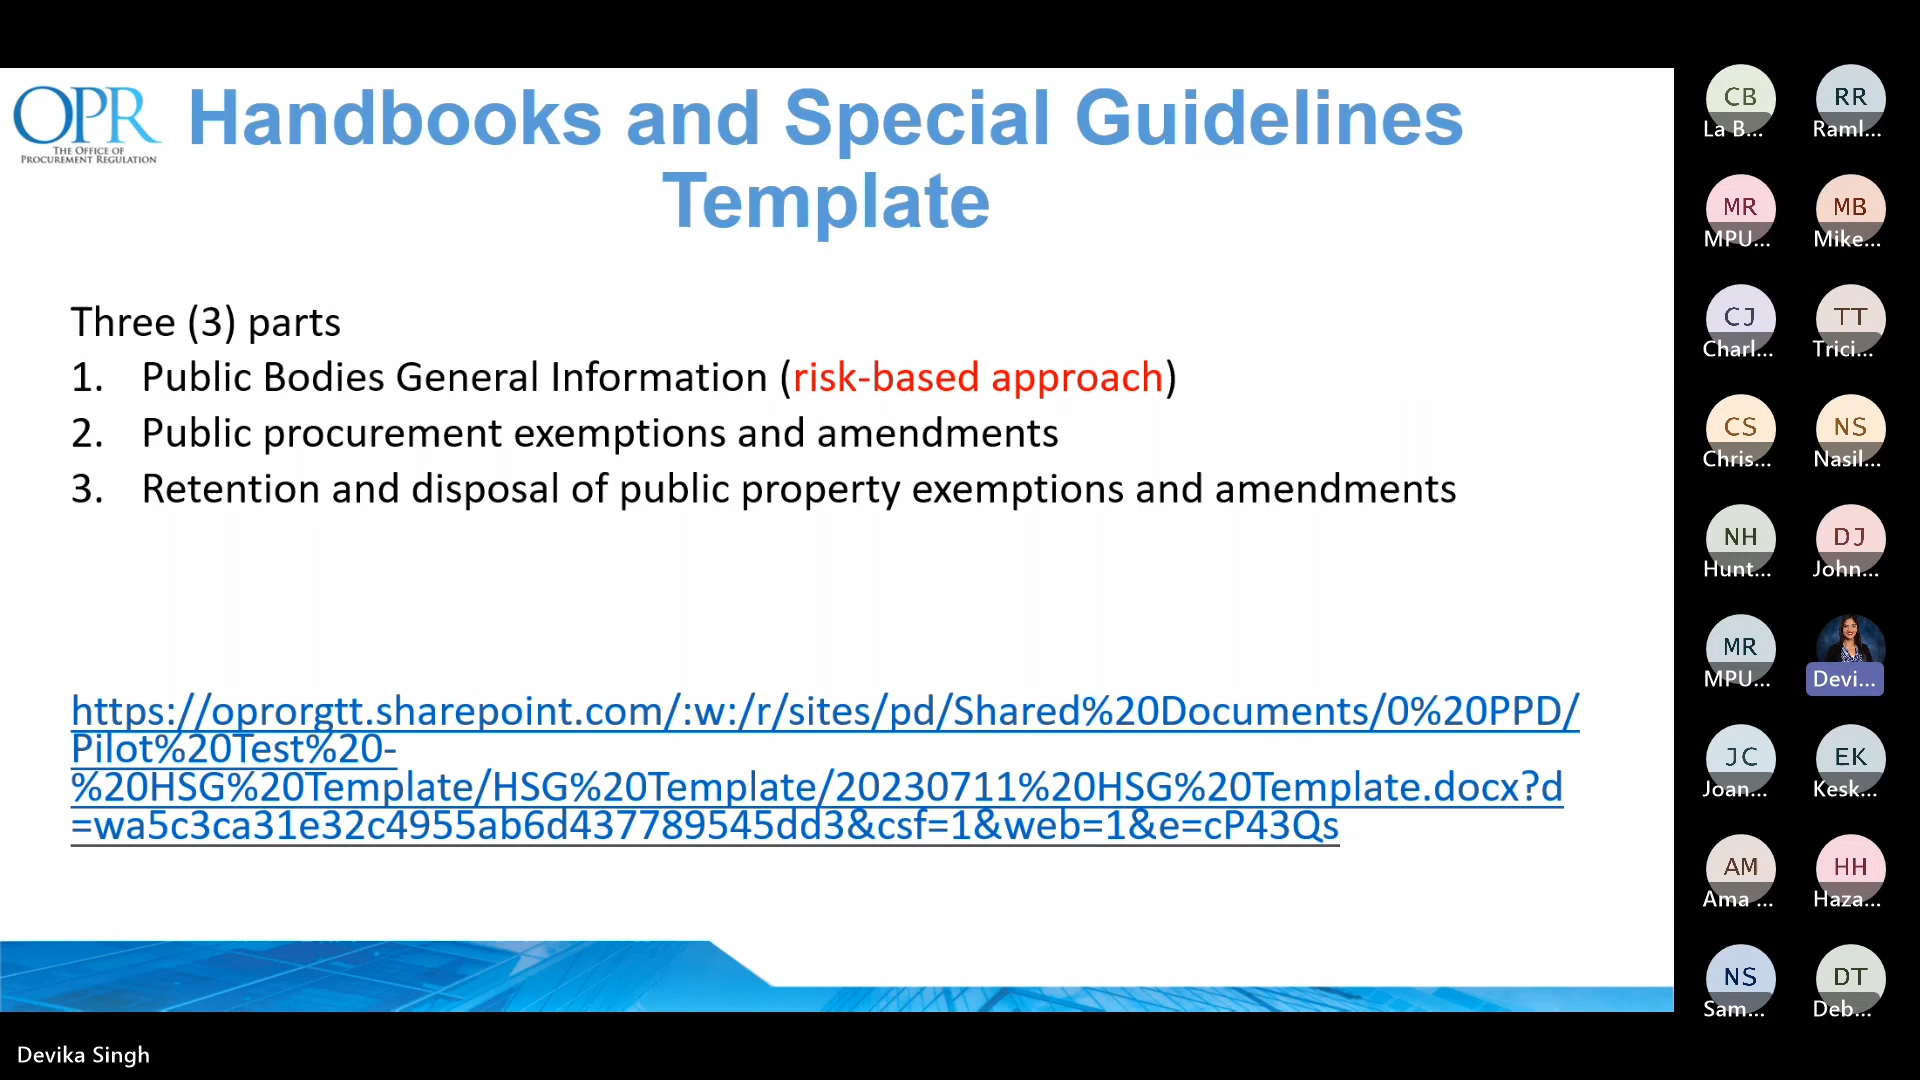 OPR
THE OFFICE OF
PROCUREMENT REGULATION
Handbooks and Special Guidelines
Template
Three (3) parts
1. Public Bodies General Information (risk-based approach)
2. Public procurement exemptions and amendments
3. Retention and disposal of public property exemptions and amendments
https://oprorgtt.sharepoint.com/:w:/r/sites/pd/Shared%20Documents/0%20PPD/
Pilot%20Test%20-
%20HSG%20Template/HSG%20Template/20230711%20HSG%20Template.docx?d
=wa5c3ca31e32c4955ab6d437789545dd3&csf=1&web=1&e=cP43Qs
CB
La B...
RR
Raml...
MR
MPU...
MB
Mike...
CJ
Charl...
TT
Trici...
CS
Chris...
NS
Nasil...
NH
Hunt...
DJ
John...
MR
MPU...
Devi...
JC
Joan...
EK
Kesk...
AM
Ama ...
HH
Haza...
NS
Sam...
DT
Deb...
Devika Singh